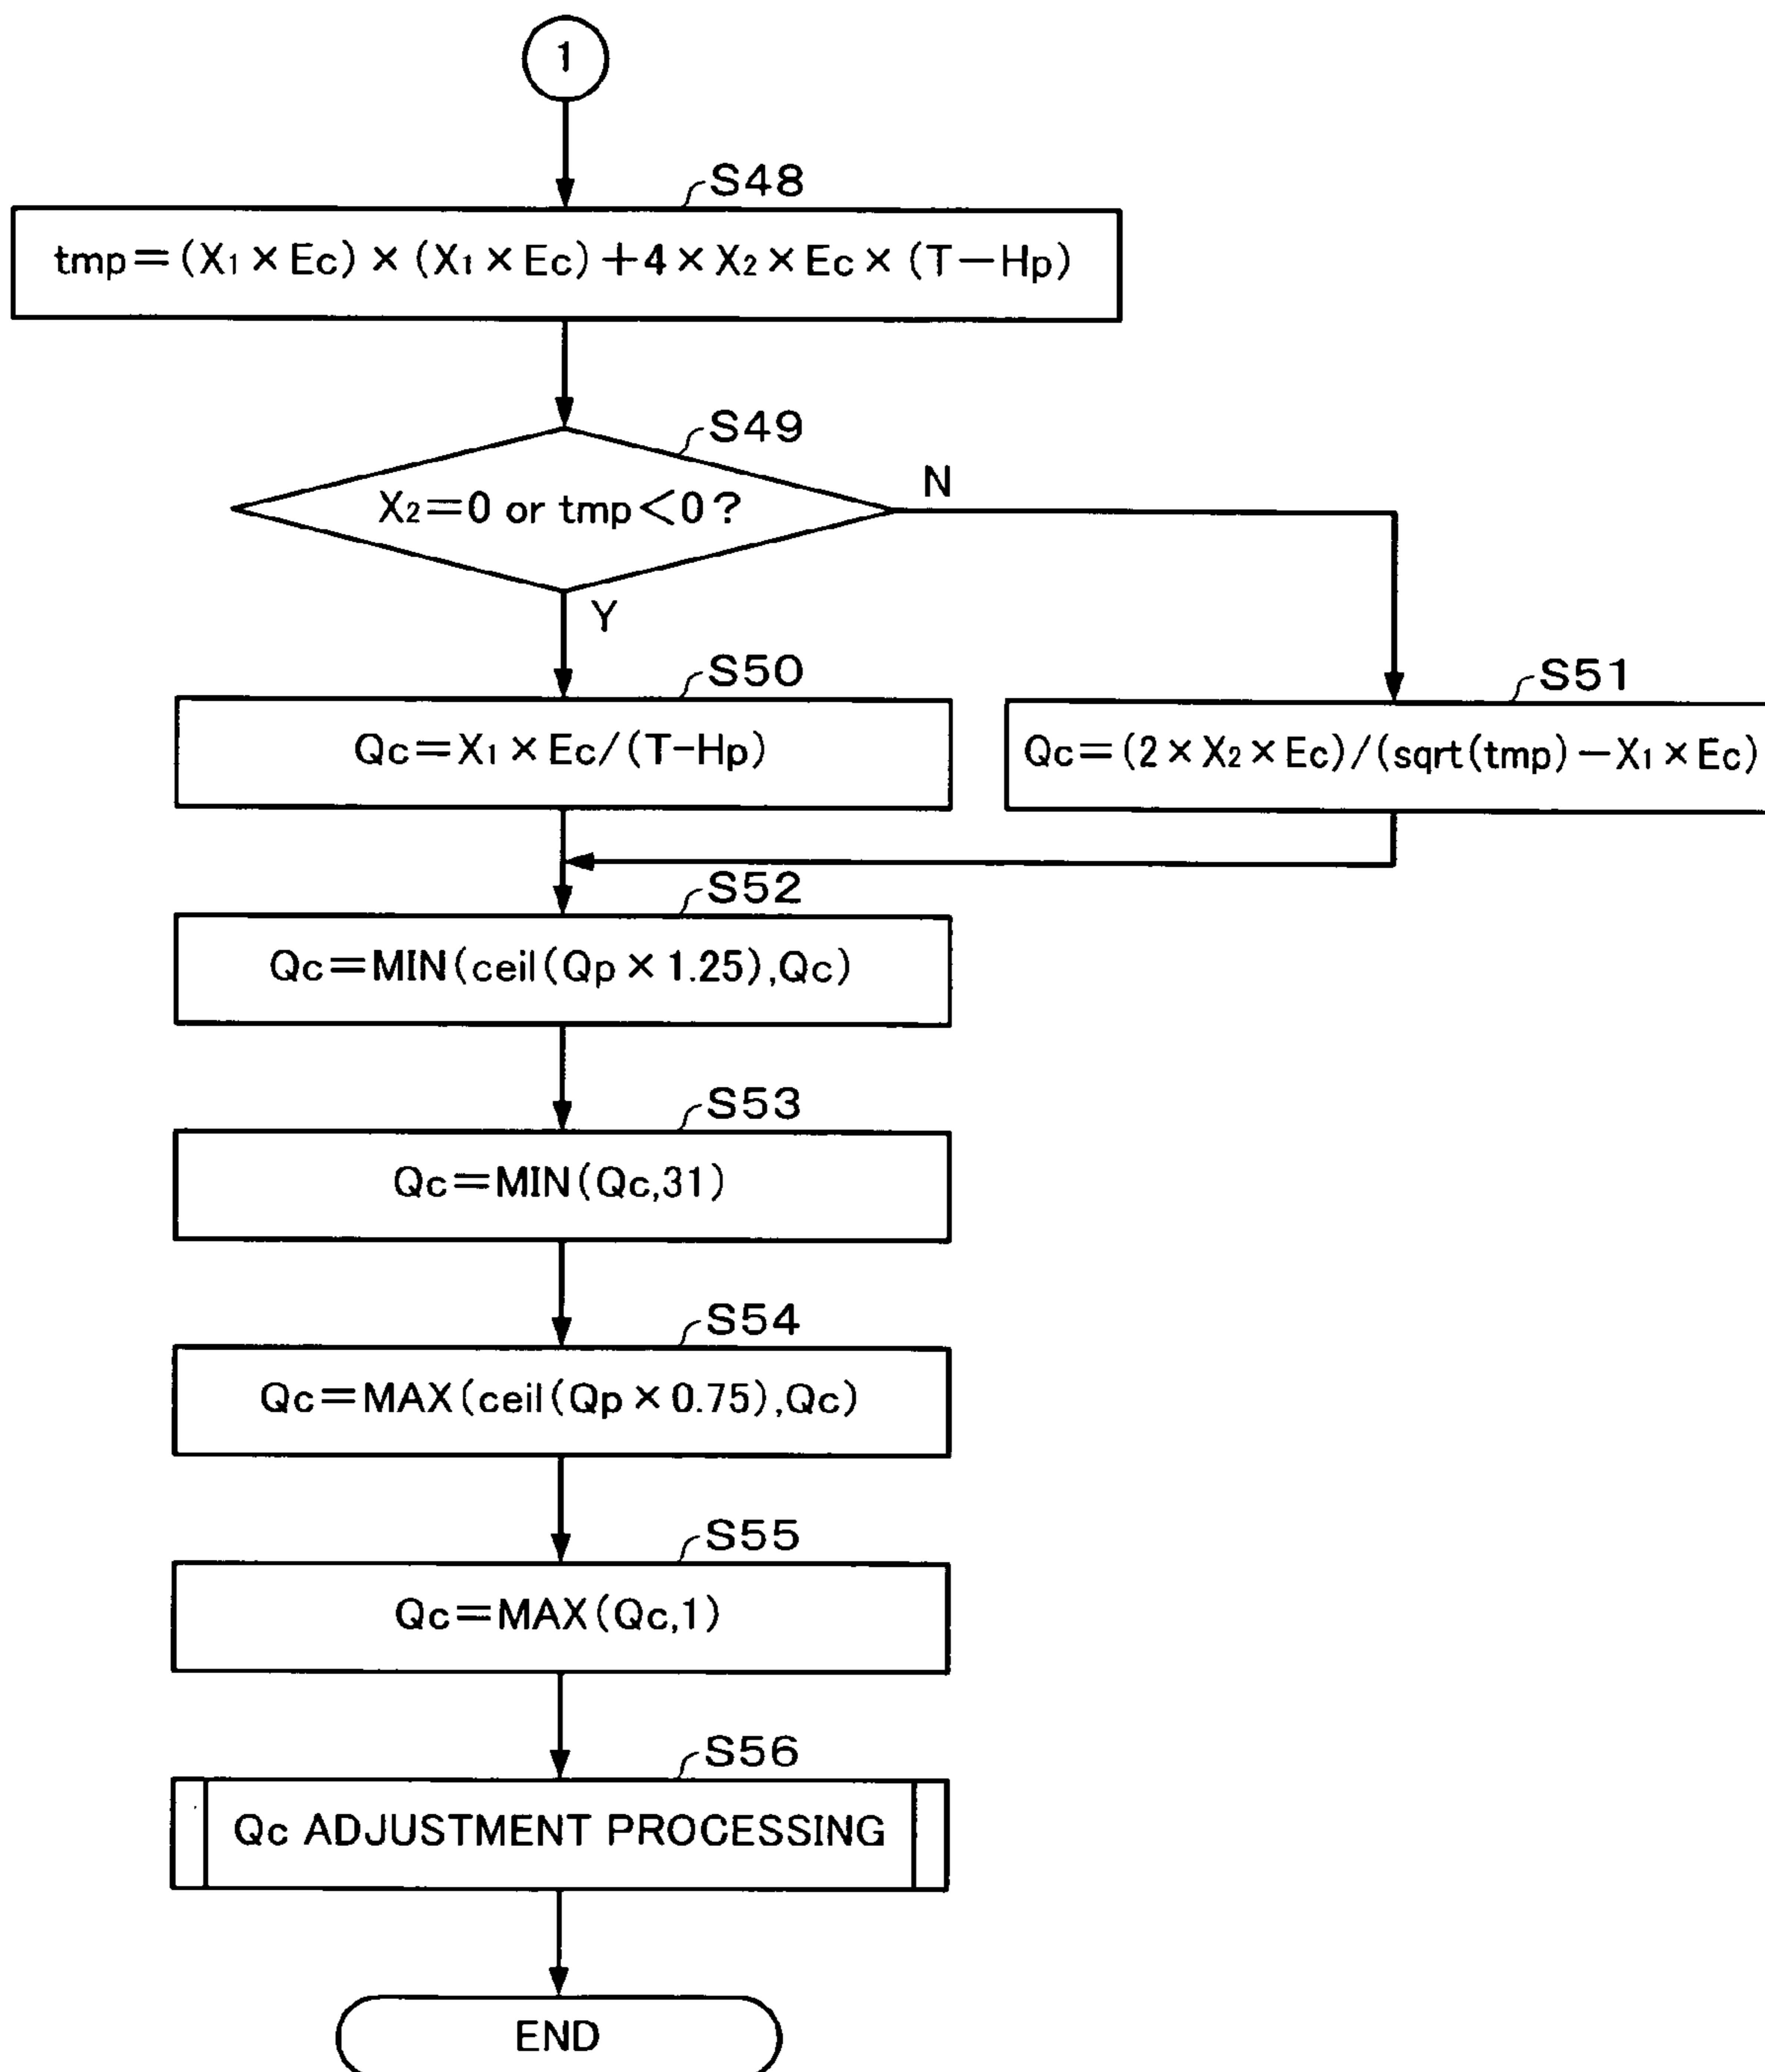 1
S48
tmp=(X₁×Ec)×(X₁×Ec)+4×X₂×Ec×(T-Hp)
S49
X₂=0 or tmp<0?
N
Y
S50
Qc=X₁×Ec/(T-Hp)
S51
Qc=(2×X₂×Ec)/(sqrt(tmp)-X₁×Ec)
S52
Qc=MIN(ceil(Qp×1.25),Qc)
S53
Qc=MIN(Qc,31)
S54
Qc=MAX(ceil(Qp×0.75),Qc)
S55
Qc=MAX(Qc,1)
S56
Qc ADJUSTMENT PROCESSING
END